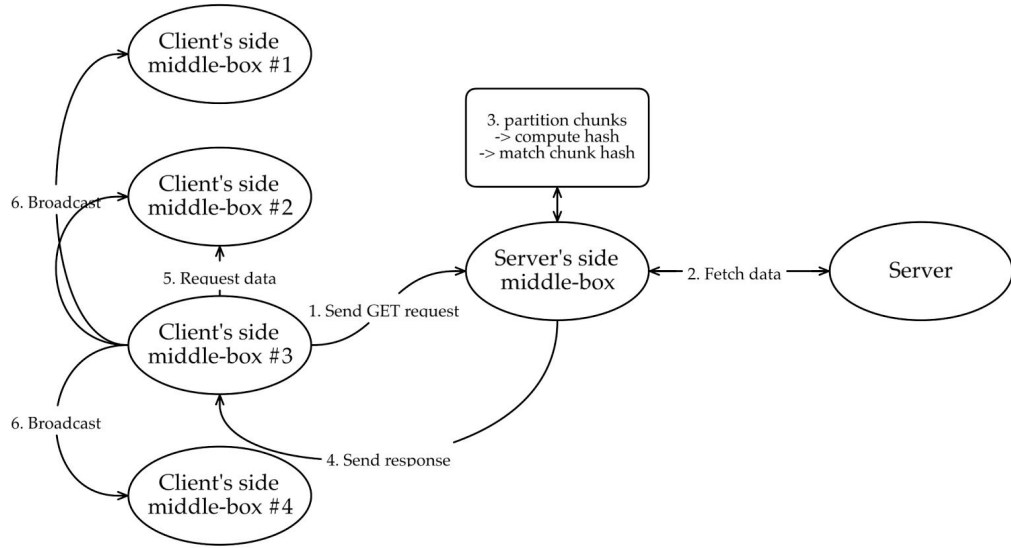 Client's side
middle-box #1
3. partition chunks
-> compute hash
-> match chunk hash
Client's side
middle-box #2
6. Broadcast
Server's side
middle-box
2. Fetch data
Server
5. Request data
1. Send GET request
Client's side
middle-box #3
6. Broadcast
4. Send response
Client's side
middle-box #4